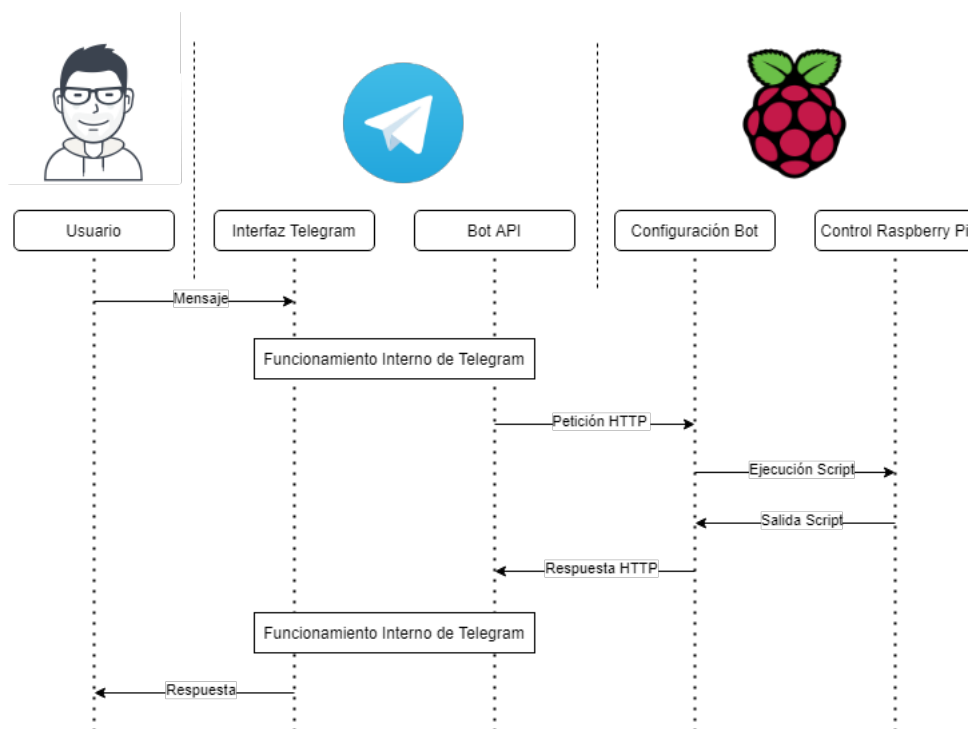 Usuario
Interfaz Telegram
Bot API
Configuración Bot
Control Raspberry Pi
Mensaje
Funcionamiento Interno de Telegram
Petición HTTP
Ejecución Script
Salida Script
Respuesta HTTP
Funcionamiento Interno de Telegram
Respuesta